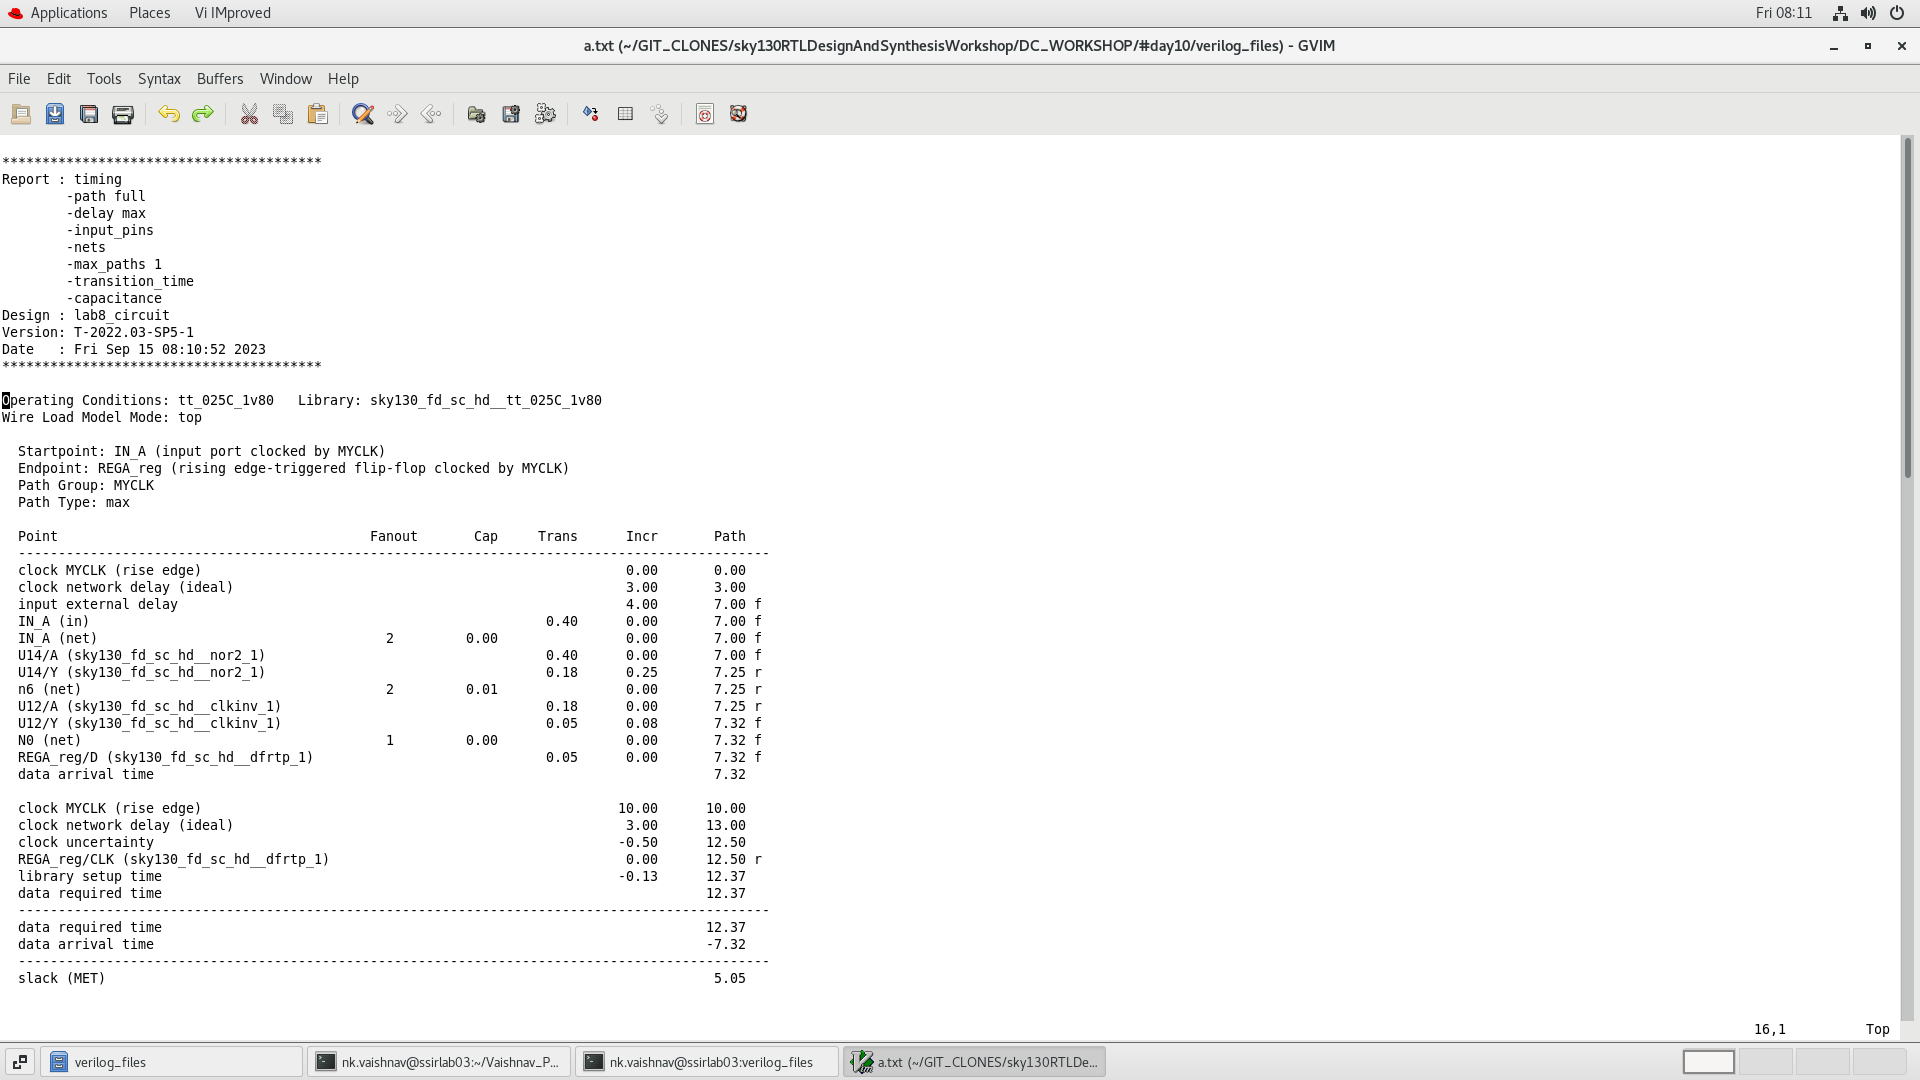 Applications Places Vi IMproved Fri 08:11
a.txt (~/GIT_CLONES/sky130RTLDesignAndSynthesisWorkshop/DC_WORKSHOP/#day10/verilog_files) - GVIM
File Edit Tools Syntax Buffers Window Help
****************************************
Report : timing
        -path full
        -delay max
        -input_pins
        -nets
        -max_paths 1
        -transition_time
        -capacitance
Design : lab8_circuit
Version: T-2022.03-SP5-1
Date   : Fri Sep 15 08:10:52 2023
****************************************
Operating Conditions: tt_025C_1v80   Library: sky130_fd_sc_hd__tt_025C_1v80
Wire Load Model Mode: top
  Startpoint: IN_A (input port clocked by MYCLK)
  Endpoint: REGA_reg (rising edge-triggered flip-flop clocked by MYCLK)
  Path Group: MYCLK
  Path Type: max
  Point                                       Fanout       Cap     Trans      Incr       Path
  ----------------------------------------------------------------------------------------------
  clock MYCLK (rise edge)                                                     0.00       0.00
  clock network delay (ideal)                                                 3.00       3.00
  input external delay                                                        4.00       7.00 f
  IN_A (in)                                                         0.40      0.00       7.00 f
  IN_A (net)                                    2         0.00                0.00       7.00 f
  U14/A (sky130_fd_sc_hd__nor2_1)                                   0.40      0.00       7.00 f
  U14/Y (sky130_fd_sc_hd__nor2_1)                                   0.18      0.25       7.25 r
  n6 (net)                                      2         0.01                0.00       7.25 r
  U12/A (sky130_fd_sc_hd__clkinv_1)                                 0.18      0.00       7.25 r
  U12/Y (sky130_fd_sc_hd__clkinv_1)                                 0.05      0.08       7.32 f
  N0 (net)                                      1         0.00                0.00       7.32 f
  REGA_reg/D (sky130_fd_sc_hd__dfrtp_1)                             0.05      0.00       7.32 f
  data arrival time                                                                      7.32
  clock MYCLK (rise edge)                                                    10.00      10.00
  clock network delay (ideal)                                                 3.00      13.00
  clock uncertainty                                                          -0.50      12.50
  REGA_reg/CLK (sky130_fd_sc_hd__dfrtp_1)                                     0.00      12.50 r
  library setup time                                                         -0.13      12.37
  data required time                                                                    12.37
  ----------------------------------------------------------------------------------------------
  data required time                                                                    12.37
  data arrival time                                                                     -7.32
  ----------------------------------------------------------------------------------------------
  slack (MET)                                                                            5.05
16,1 Top
verilog_files nk.vaishnav@ssirlab03:~/Vaishnav_P... nk.vaishnav@ssirlab03:verilog_files a.txt (~/GIT_CLONES/sky130RTLDe...